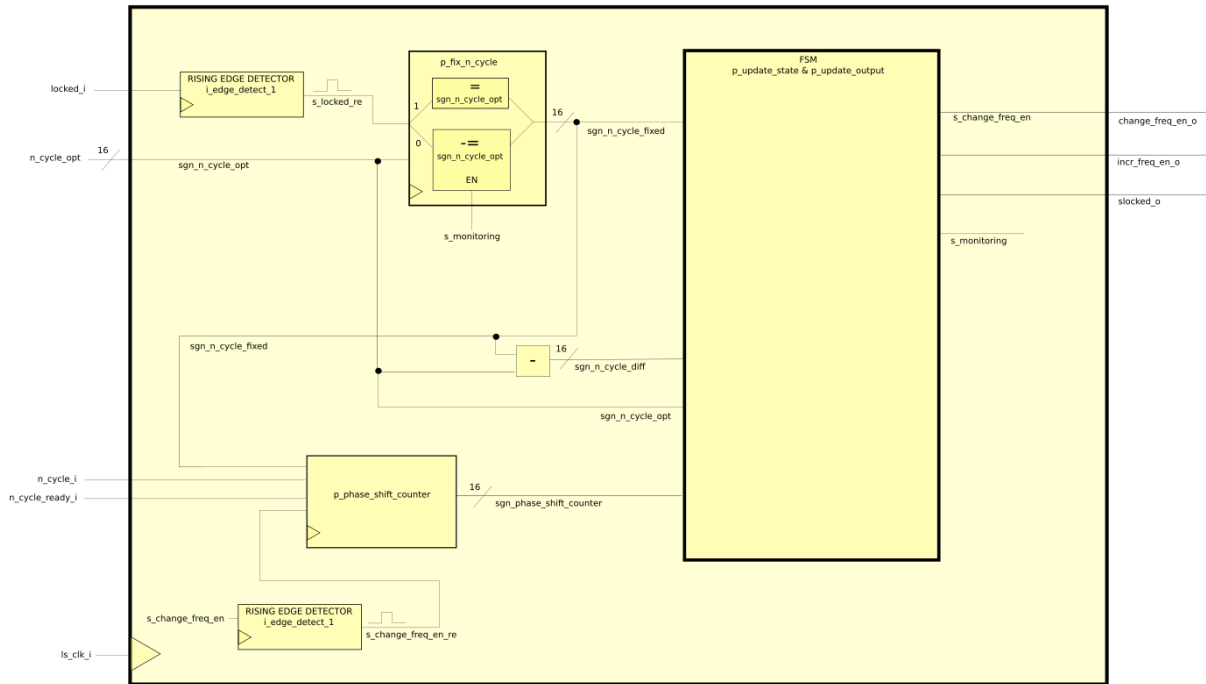 FSM
p_update_state & p_update_output
p_fix_n_cycle
RISING EDGE DETECTOR
i_edge_detect_1
locked_i
s_locked_re
1
=
sgn_n_cycle_opt
16
sgn_n_cycle_fixed
0
-=
sgn_n_cycle_opt
EN
n_cycle_opt
16
sgn_n_cycle_opt
s_monitoring
s_change_freq_en
change_freq_en_o
incr_freq_en_o
slocked_o
s_monitoring
sgn_n_cycle_fixed
-
16
sgn_n_cycle_diff
sgn_n_cycle_opt
n_cycle_i
n_cycle_ready_i
p_phase_shift_counter
16
sgn_phase_shift_counter
s_change_freq_en
RISING EDGE DETECTOR
i_edge_detect_1
s_change_freq_en_re
ls_clk_i